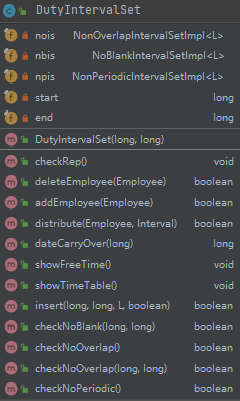 DutyIntervalSet
nois NonOverlapIntervalSetImpl<L>
nbis NoBlankIntervalSetImpl<L>
npis NonPeriodicIntervalSetImpl<L>
start long
end long
DutyIntervalSet(long, long)
checkRep() void
deleteEmployee(Employee) boolean
addEmployee(Employee) boolean
distribute(Employee, Interval) boolean
dateCarryOver(long) long
showFreeTime() void
showTimeTable() void
insert(long, long, L, boolean) boolean
checkNoBlank(long, long) boolean
checkNoOverlap() boolean
checkNoOverlap(long, long) boolean
checkNoPeriodic() boolean